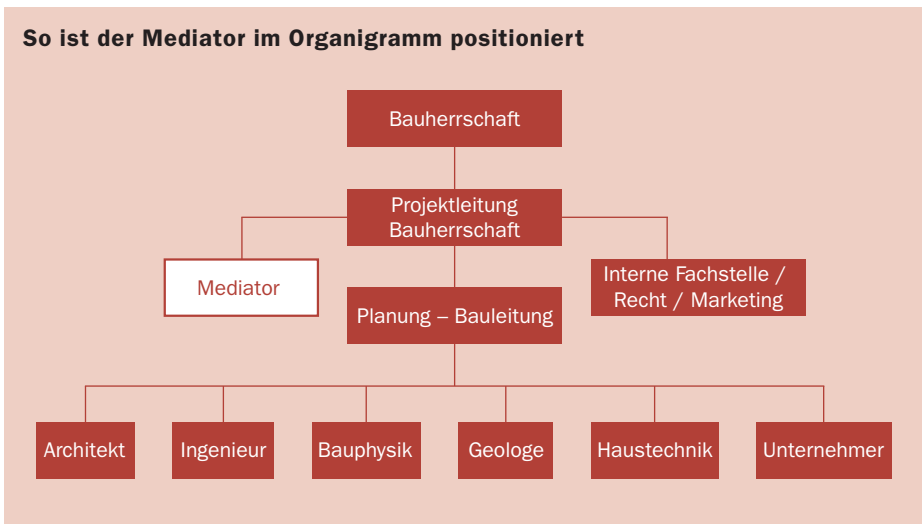 So ist der Mediator im Organigramm positioniert
Bauherrschaft
Projektleitung
Bauherrschaft
Mediator
Interne Fachstelle /
Recht / Marketing
Planung – Bauleitung
Architekt
Ingenieur
Bauphysik
Geologe
Haustechnik
Unternehmer